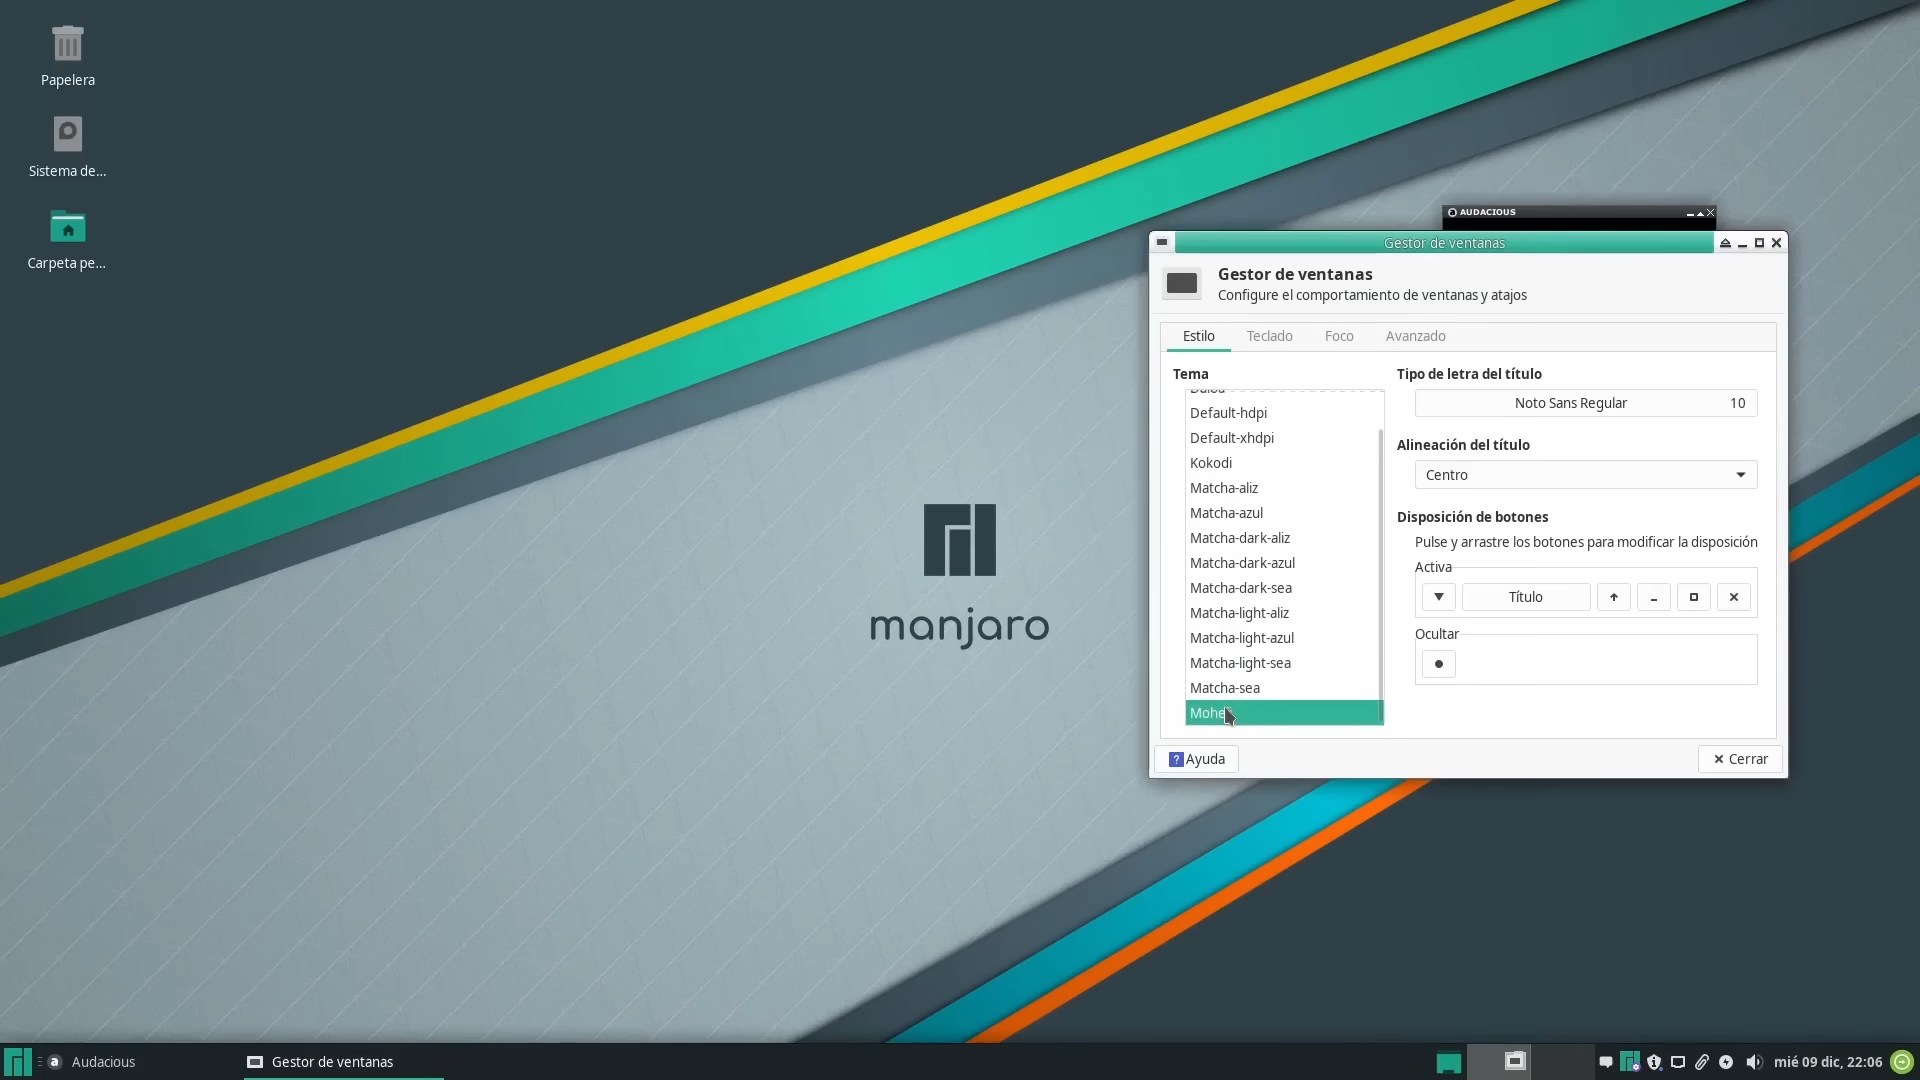 Papelera
Sistema de...
Carpeta pe...
manjaro
AUDACIOUS
Gestor de ventanas
Gestor de ventanas
Configure el comportamiento de ventanas y atajos
Estilo Teclado Foco Avanzado
Tema
Default-hdpi
Default-xhdpi
Kokodi
Matcha-aliz
Matcha-azul
Matcha-dark-aliz
Matcha-dark-azul
Matcha-dark-sea
Matcha-light-aliz
Matcha-light-azul
Matcha-light-sea
Matcha-sea
Tipo de letra del título
Noto Sans Regular 10
Alineación del título
Centro
Disposición de botones
Pulse y arrastre los botones para modificar la disposición
Activa
Título
Ocultar
? Ayuda
Cerrar
a Audacious
Gestor de ventanas
mié 09 dic, 22:06